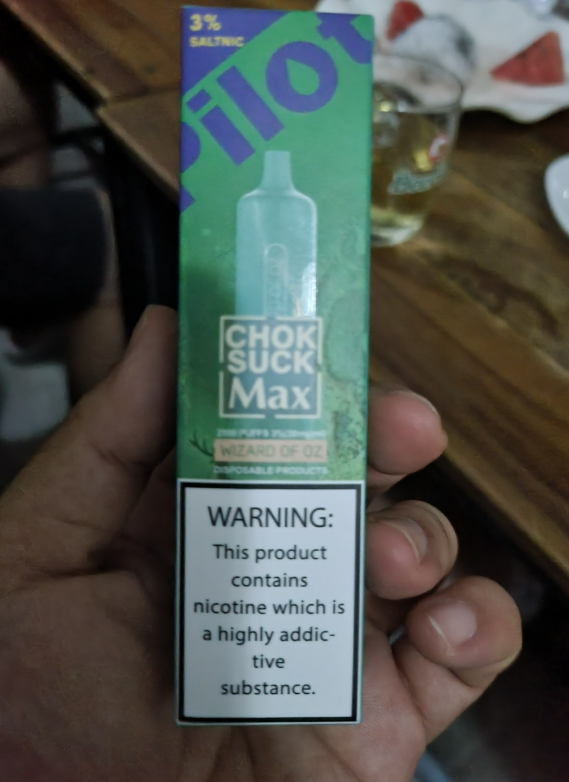 3%
SALTNIC
Pilot
CHOK
SUCK
Max
WIZARD OF OZ
DISPOSABLE PRODUCTS
WARNING:
This product
contains
nicotine which is
a highly addic-
tive
substance.